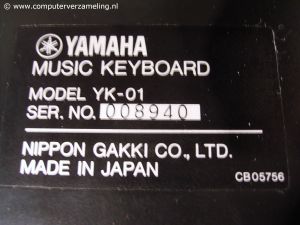 © www.computerverzameling.nl
YAMAHA
MUSIC KEYBOARD
MODEL YK-01
SER. NO. 008940
NIPPON GAKKI CO., LTD.
MADE IN JAPAN
CB05756